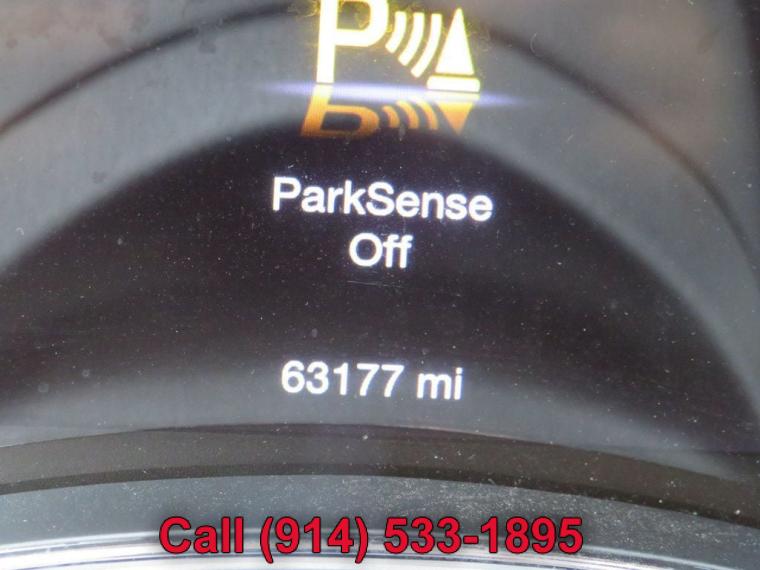 P
ParkSense
Off
63177 mi
Call (914) 533-1895